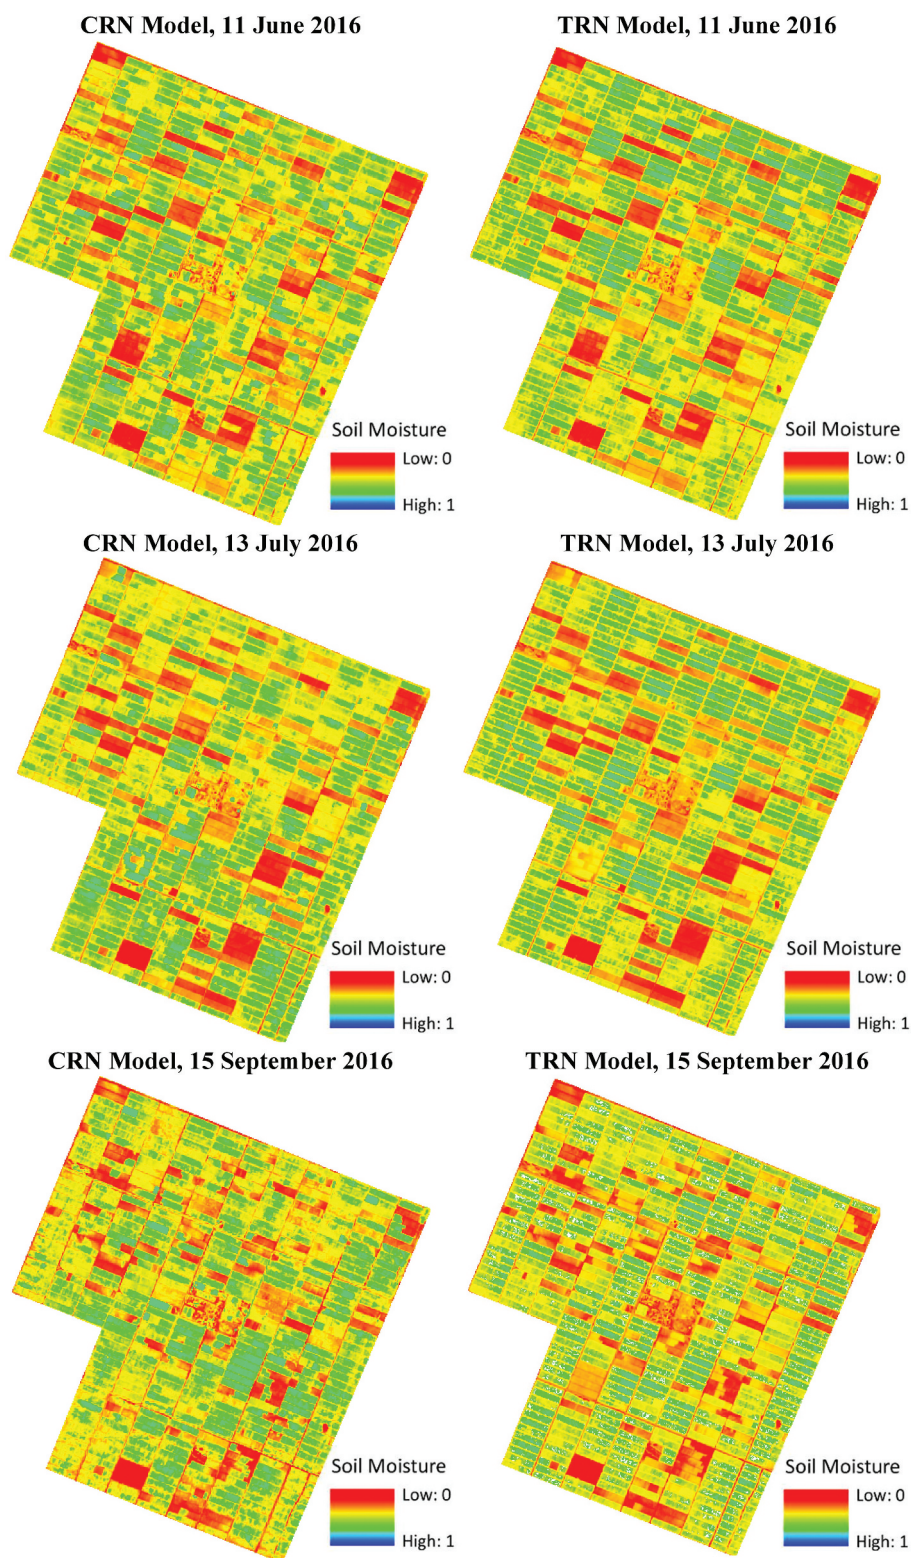 CRN Model, 11 June 2016
TRN Model, 11 June 2016
Soil Moisture
Low: 0
High: 1
Soil Moisture
Low: 0
High: 1
CRN Model, 13 July 2016
TRN Model, 13 July 2016
Soil Moisture
Low: 0
High: 1
Soil Moisture
Low: 0
High: 1
CRN Model, 15 September 2016
TRN Model, 15 September 2016
Soil Moisture
Low: 0
High: 1
Soil Moisture
Low: 0
High: 1